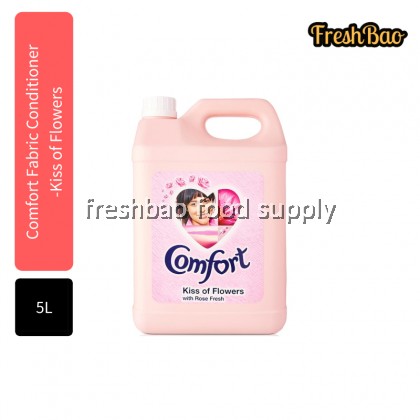 FreshBao
Comfort Fabric Conditioner
-Kiss of Flowers
freshbao food supply
Comfort
Kiss of Flowers
with Rose Fresh
5L